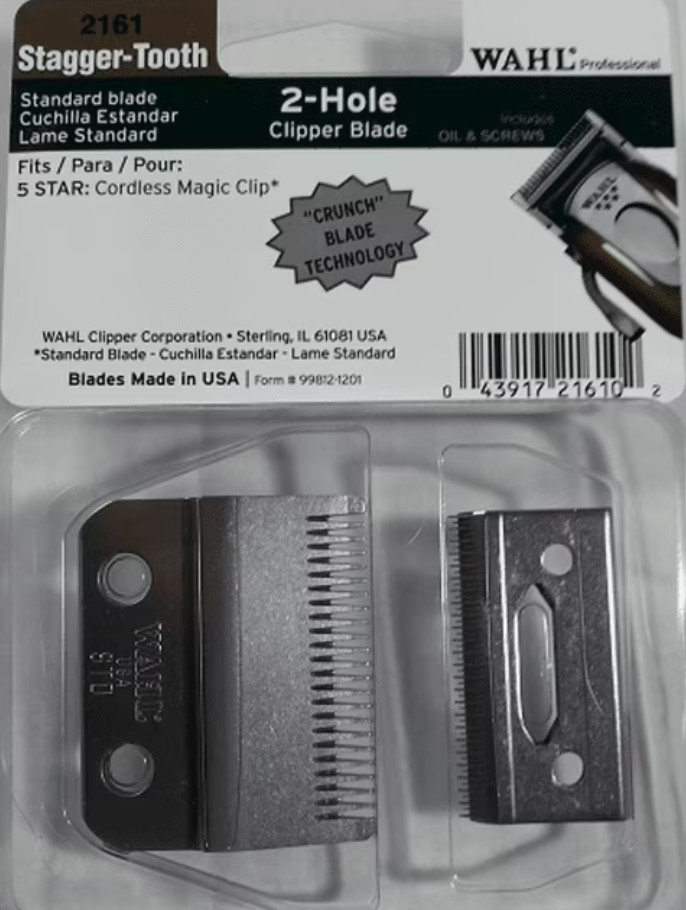 2161
Stagger-Tooth
WAHL® Professional
Standard blade
Cuchilla Estandar
Lame Standard
2-Hole
Clipper Blade
Includes
OIL & SCREWS
Fits / Para / Pour:
5 STAR: Cordless Magic Clip*
"CRUNCH"
BLADE
TECHNOLOGY
WAHL
WAHL Clipper Corporation • Sterling, IL 61081 USA
*Standard Blade - Cuchilla Estandar - Lame Standard
Blades Made in USA | Form # 99812-1201
0 43917 21610 2
WAHL
USA
STD